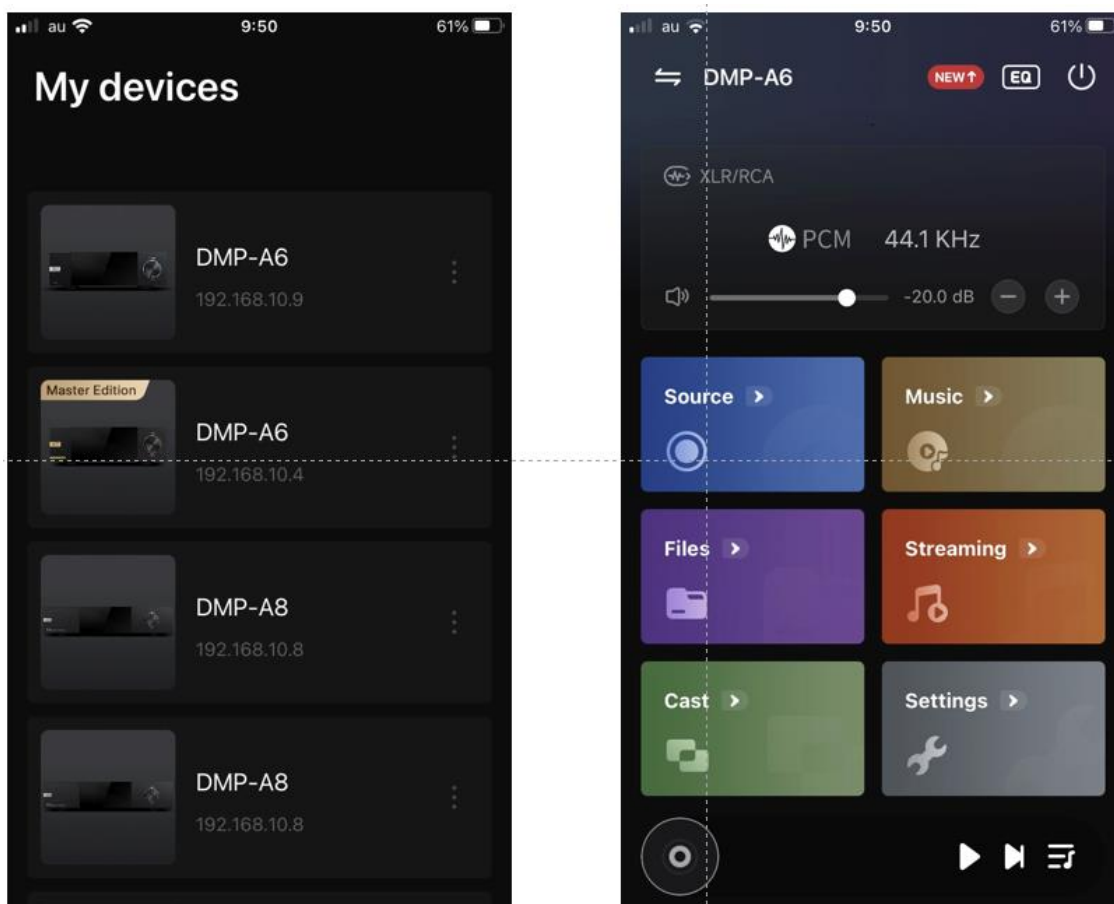 au 9:50 61%
My devices
DMP-A6
192.168.10.9
Master Edition
DMP-A6
192.168.10.4
DMP-A8
192.168.10.8
DMP-A8
192.168.10.8
au 9:50 61%
DMP-A6 NEW↑ EQ
XLR/RCA
PCM 44.1 KHz
-20.0 dB
Source Music
Files Streaming
Cast Settings